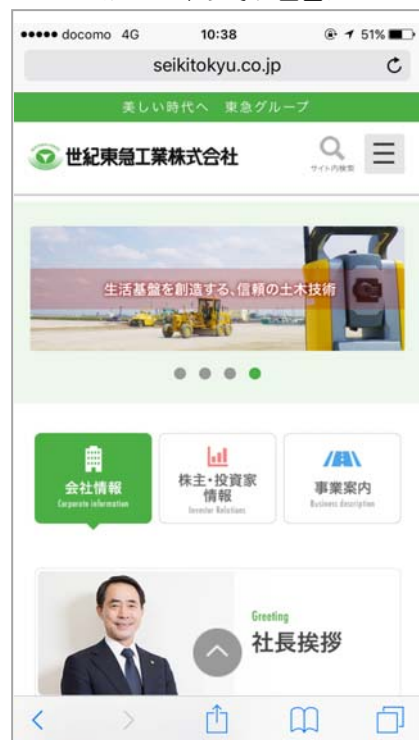 docomo 4G 10:38 51%
seikitokyu.co.jp
美しい時代へ 東急グループ
世紀東急工業株式会社
サイト内検索
生活基盤を創造する、信頼の土木技術
会社情報
Corporate information
株主・投資家
情報
Investor Relations
事業案内
Business description
Greeting
社長挨拶